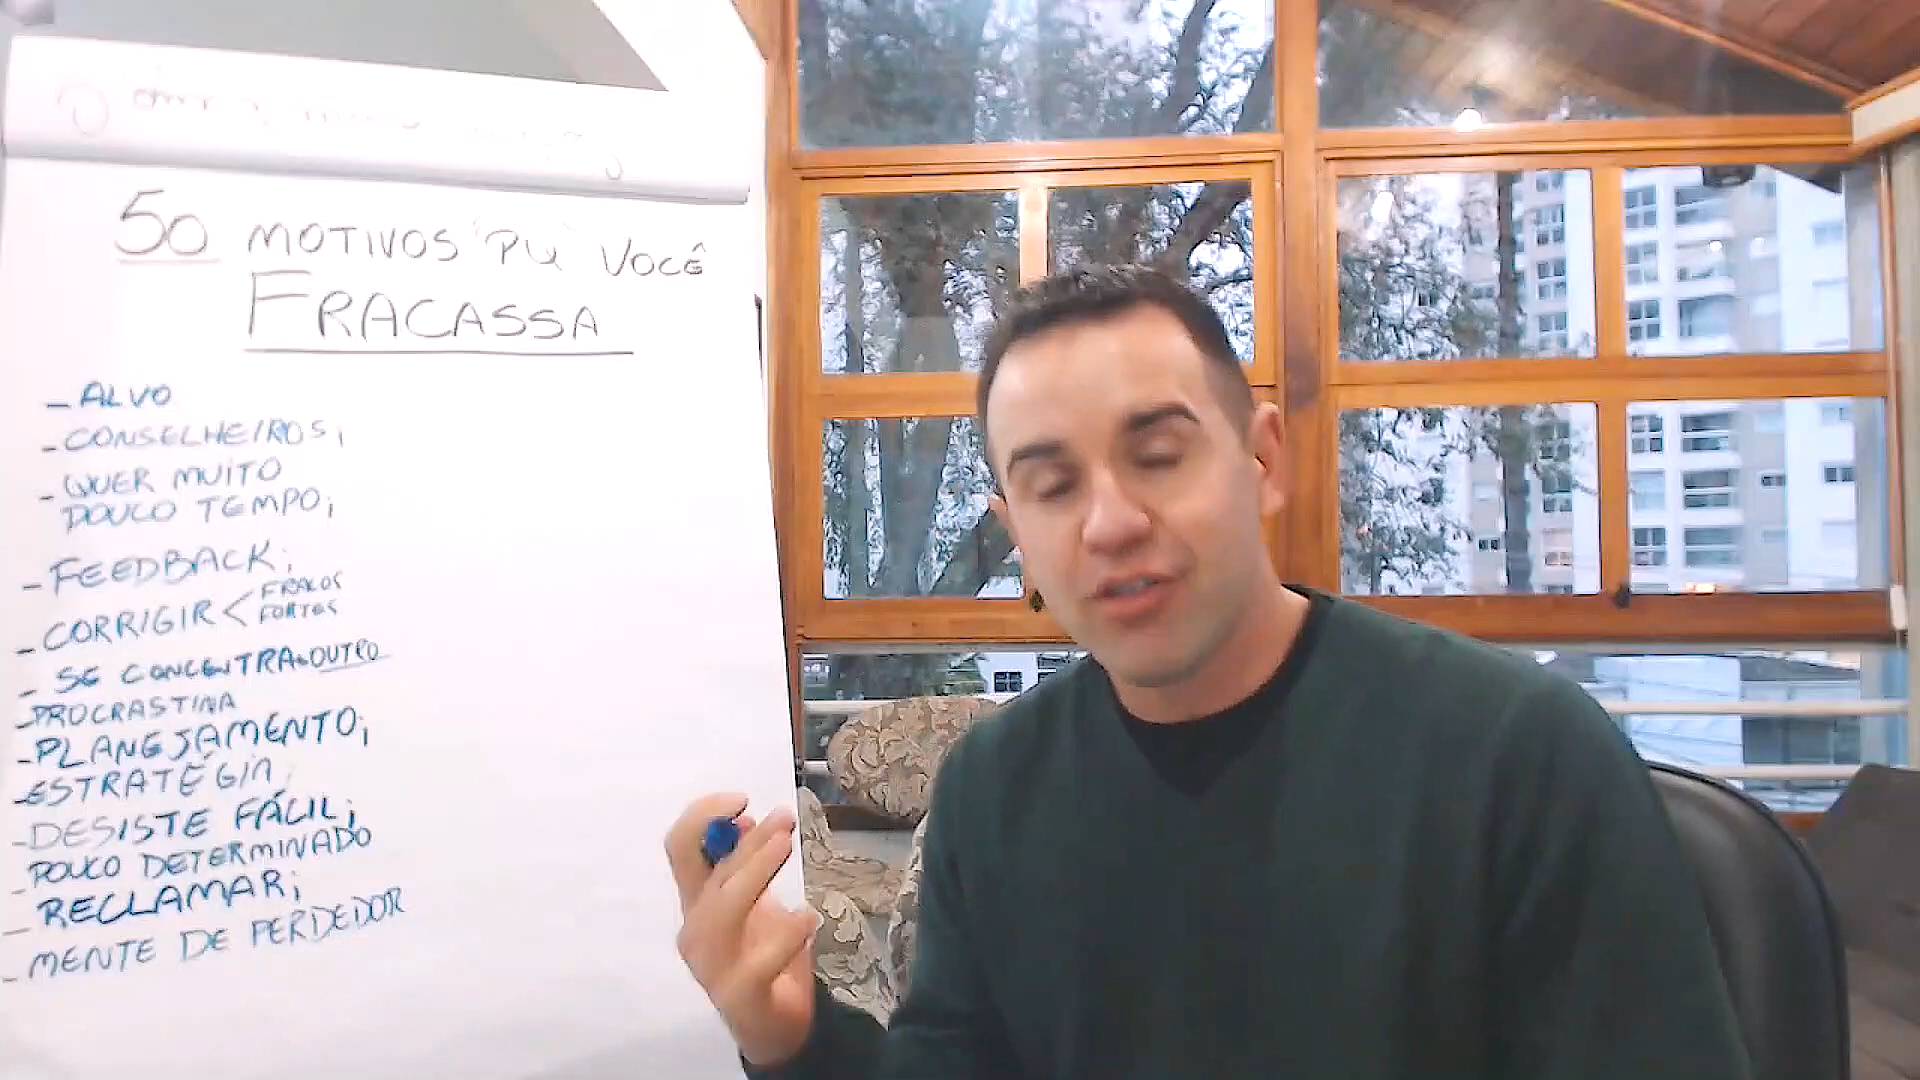 50 MOTIVOS PQ VOCÊ
FRACASSA
- ALVO
- CONSELHEIROS;
- QUER MUITO
POUCO TEMPO;
- FEEDBACK;
- CORRIGIR < FRACOS
FORTES
- SE CONCENTRA OUTRO
- PROCRASTINA
- PLANEJAMENTO;
- ESTRATÉGIA
- DESISTE FÁCIL;
- POUCO DETERMINADO
- RECLAMAR;
- MENTE DE PERDEDOR